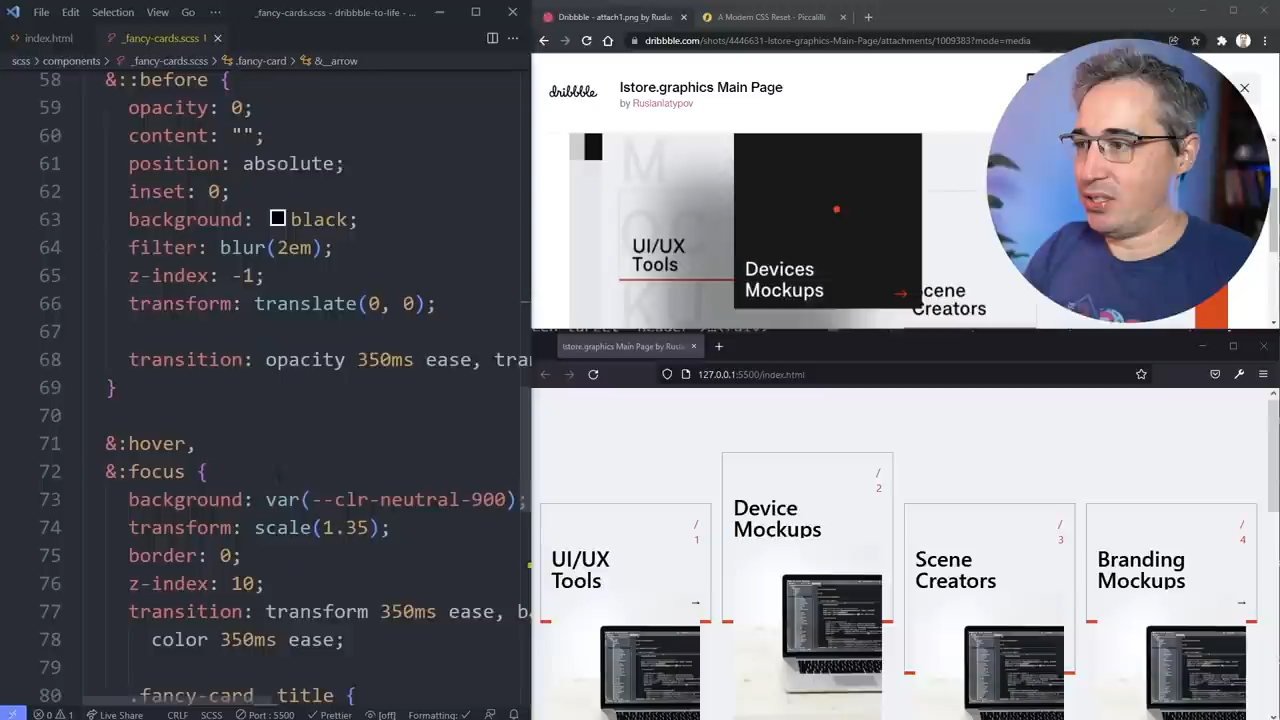 File Edit Selection View Go ··· _fancy-cards.scss - dribbble-to-life - ...
index.html
_fancy-cards.scss 1
scss > components > _fancy-cards.scss > .fancy-card > &__arrow
58 &::before {
59 opacity: 0;
60 content: "";
61 position: absolute;
62 inset: 0;
63 background: black;
64 filter: blur(2em);
65 z-index: -1;
66 transform: translate(0, 0);
67
68 transition: opacity 350ms ease, tra
69 }
70
71 &:hover,
72 &:focus {
73 background: var(--clr-neutral-900);
74 transform: scale(1.35);
75 border: 0;
76 z-index: 10;
77 transition: transform 350ms ease, b
78 color 350ms ease;
79
80 .fancy-card__title {
0 1 Live Share CRLF SCSS Port : 5500 Prettier [off] Formatting:
Dribbble - attach1.png by Rusl
A Modern CSS Reset - Piccalilli
dribbble.com/shots/4446631-Istore-graphics-Main-Page/attachments/1009383?mode=media
dribbble
Istore.graphics Main Page
by Ruslanlatypov
UI/UX
Tools
Devices
Mockups
Scene
Creators
Istore.graphics Main Page by Rusla
127.0.0.1:5500/index.html
/
1
UI/UX
Tools
→
/
2
Device
Mockups
/
3
Scene
Creators
/
4
Branding
Mockups
→